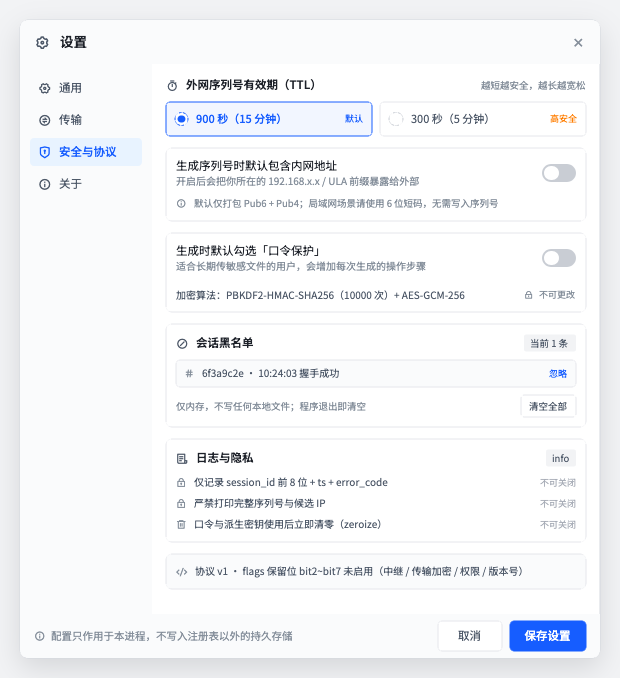 设置
通用
传输
安全与协议
关于
外网序列号有效期（TTL） 越短越安全，越长越宽松
900 秒（15 分钟） 默认 300 秒（5 分钟） 高安全
生成序列号时默认包含内网地址
开启后会把你所在的 192.168.x.x / ULA 前缀暴露给外部
默认仅打包 Pub6 + Pub4；局域网场景请使用 6 位短码，无需写入序列号
生成时默认勾选「口令保护」
适合长期传敏感文件的用户，会增加每次生成的操作步骤
加密算法：PBKDF2-HMAC-SHA256（10000 次）+ AES-GCM-256 不可更改
会话黑名单 当前 1 条
# 6f3a9c2e · 10:24:03 握手成功 忽略
仅内存，不写任何本地文件；程序退出即清空 清空全部
日志与隐私 info
仅记录 session_id 前 8 位 + ts + error_code 不可关闭
严禁打印完整序列号与候选 IP 不可关闭
口令与派生密钥使用后立即清零（zeroize） 不可关闭
协议 v1 · flags 保留位 bit2~bit7 未启用（中继 / 传输加密 / 权限 / 版本号）
配置只作用于本进程，不写入注册表以外的持久存储 取消 保存设置